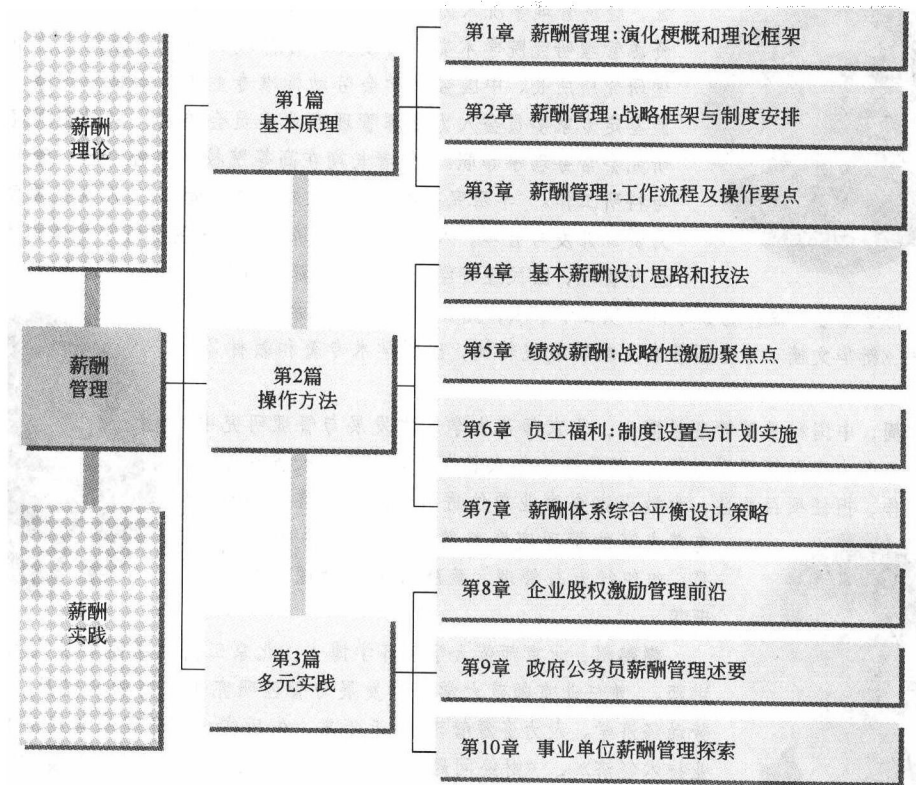 薪酬
理论
薪酬
管理
薪酬
实践
第1篇
基本原理
第2篇
操作方法
第3篇
多元实践
第1章 薪酬管理:演化梗概和理论框架
第2章 薪酬管理:战略框架与制度安排
第3章 薪酬管理:工作流程及操作要点
第4章 基本薪酬设计思路和技法
第5章 绩效薪酬:战略性激励聚焦点
第6章 员工福利:制度设置与计划实施
第7章 薪酬体系综合平衡设计策略
第8章 企业股权激励管理前沿
第9章 政府公务员薪酬管理述要
第10章 事业单位薪酬管理探索